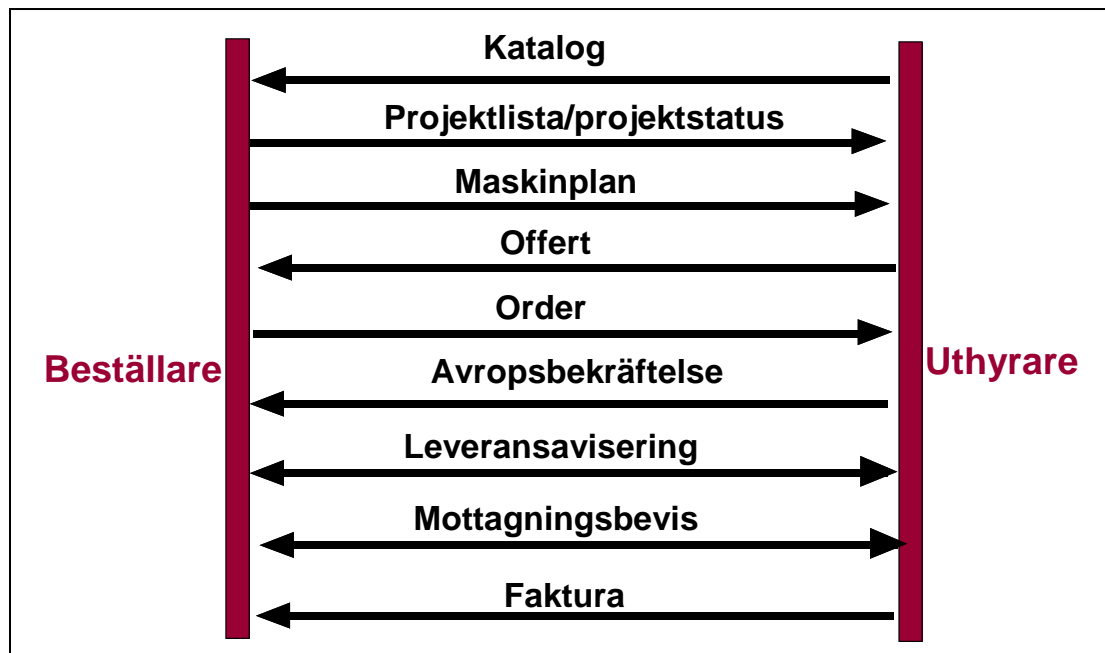 Katalog
Projektlista/projektstatus
Maskinplan
Offert
Order
Beställare
Uthyrare
Avropsbekräftelse
Leveransavisering
Mottagningsbevis
Faktura